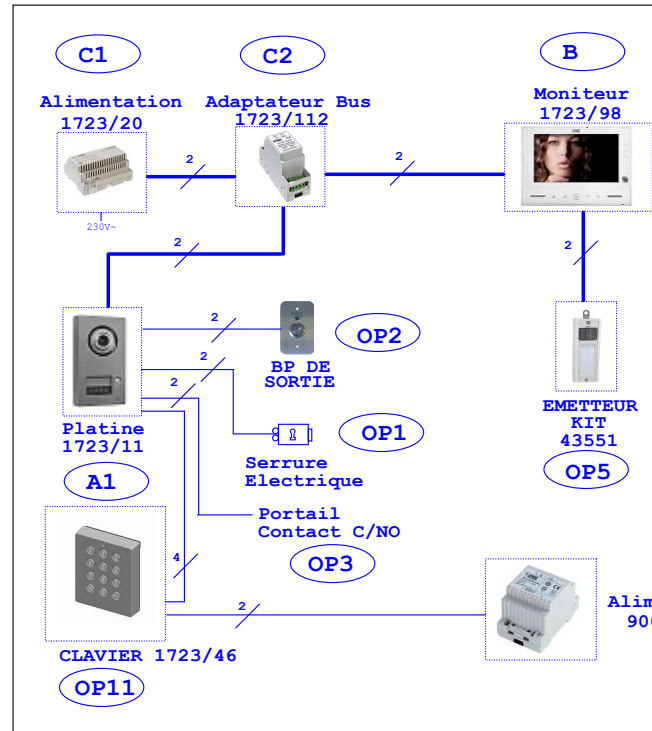 C1
C2
B
Alimentation
1723/20
Adaptateur Bus
1723/112
Moniteur
1723/98
2
2
230V~
2
2
2
OP2
BP DE
SORTIE
2
2
EMETTEUR
KIT
43551
OP5
Platine
1723/11
OP1
Serrure
Electrique
A1
Portail
Contact C/NO
OP3
4
2
Alim
900
CLAVIER 1723/46
OP11